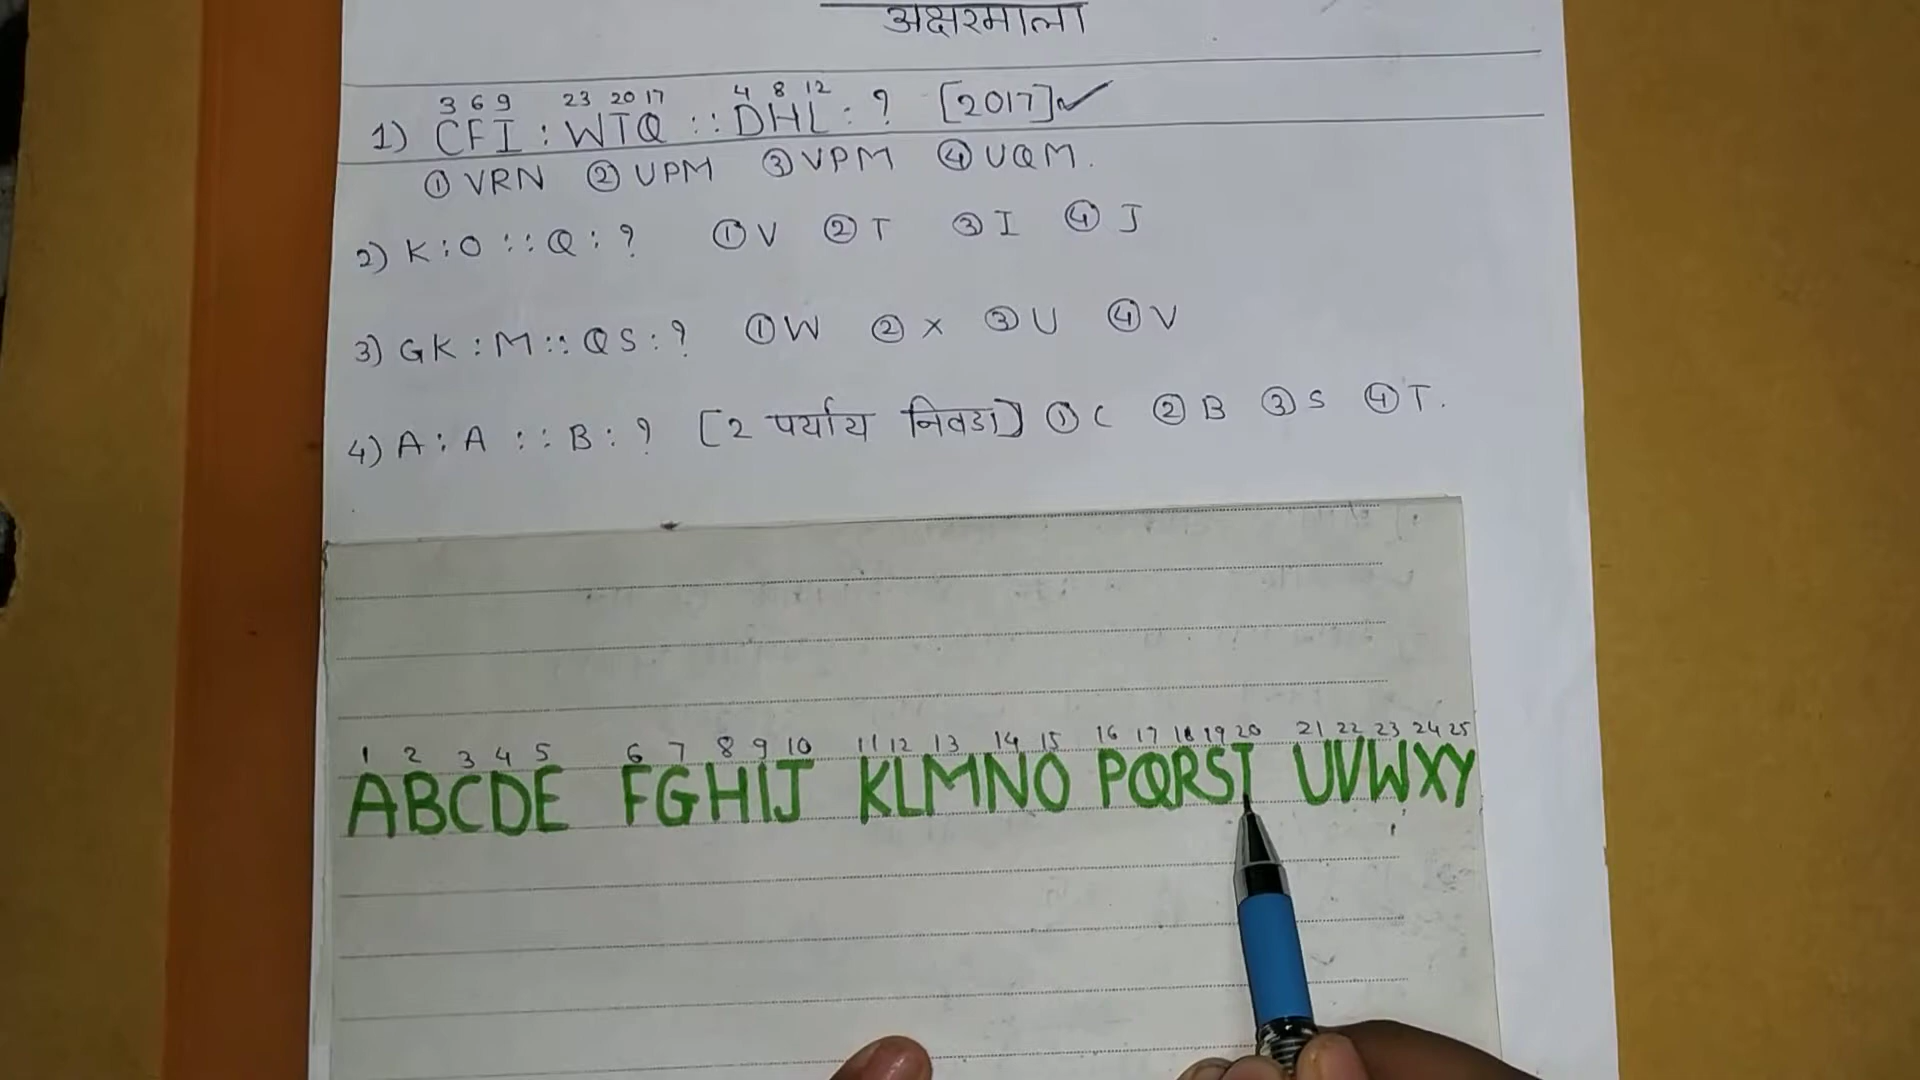 अक्षरमाला
3 6 9 23 20 17 4 8 12
1) CFI : WTQ :: DHL : ? [2017] ✓
① VRN ② UPM ③ VPM ④ UQM.
2) K : O :: Q : ? ① V ② T ③ I ④ J
3) GK : M :: QS : ? ① W ② X ③ U ④ V
4) A : A :: B : ? [2 पर्याय निवडा] ① C ② B ③ S ④ T.
1 2 3 4 5 6 7 8 9 10 11 12 13 14 15 16 17 18 19 20 21 22 23 24 25
ABCDE FGHIJ KLMNO PQRST UVWXY